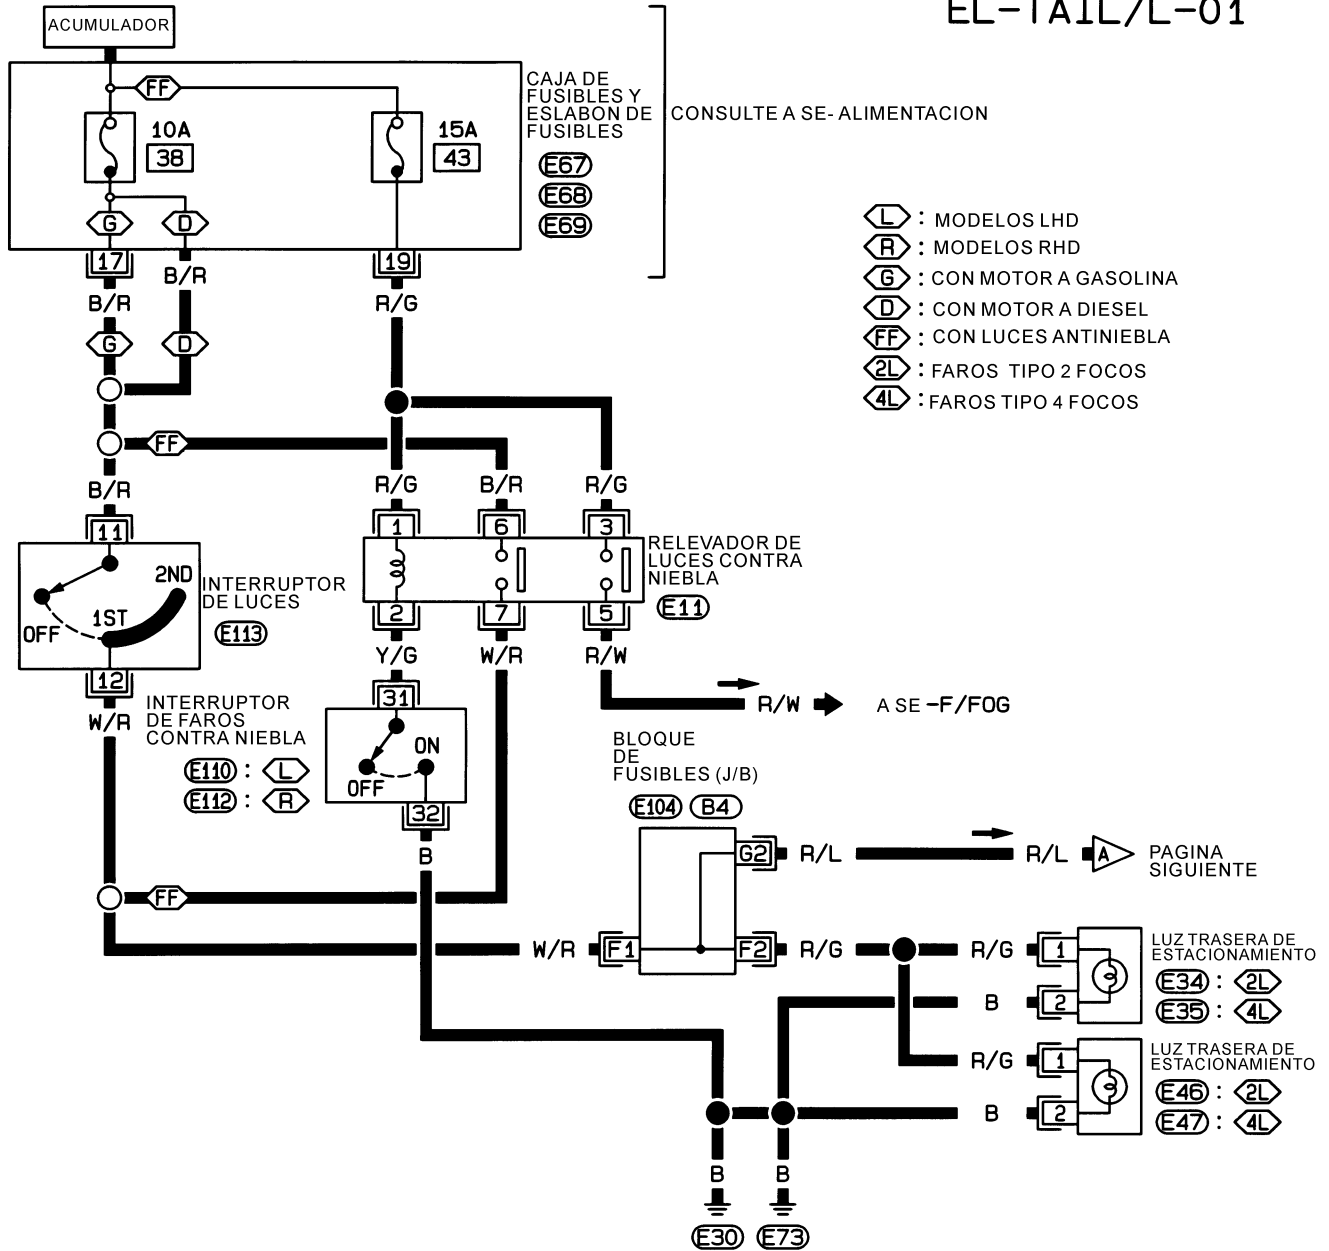 EL-TAIL/L-01
ACUMULADOR
FF
10A
38
15A
43
CAJA DE
FUSIBLES Y
ESLABON DE
FUSIBLES
E67
E68
E69
CONSULTE A SE- ALIMENTACION
G
D
17
19
B/R
B/R
R/G
G
D
L : MODELOS LHD
R : MODELOS RHD
G : CON MOTOR A GASOLINA
D : CON MOTOR A DIESEL
FF : CON LUCES ANTINIEBLA
2L : FAROS TIPO 2 FOCOS
4L : FAROS TIPO 4 FOCOS
FF
B/R
R/G
B/R
R/G
11
1
6
3
2ND
1ST
OFF
INTERRUPTOR
DE LUCES
E113
RELEVADOR DE
LUCES CONTRA
NIEBLA
E11
2
7
5
12
Y/G
W/R
R/W
W/R
31
INTERRUPTOR
DE FAROS
CONTRA NIEBLA
E110 : L
E112 : R
ON
OFF
32
B
R/W
A SE -F/FOG
BLOQUE
DE
FUSIBLES (J/B)
E104
B4
G2
R/L
R/L
A
PAGINA
SIGUIENTE
FF
W/R
F1
F2
R/G
R/G
1
B
2
LUZ TRASERA DE
ESTACIONAMIENTO
E34 : 2L
E35 : 4L
R/G
1
B
2
LUZ TRASERA DE
ESTACIONAMIENTO
E46 : 2L
E47 : 4L
B
B
E30
E73